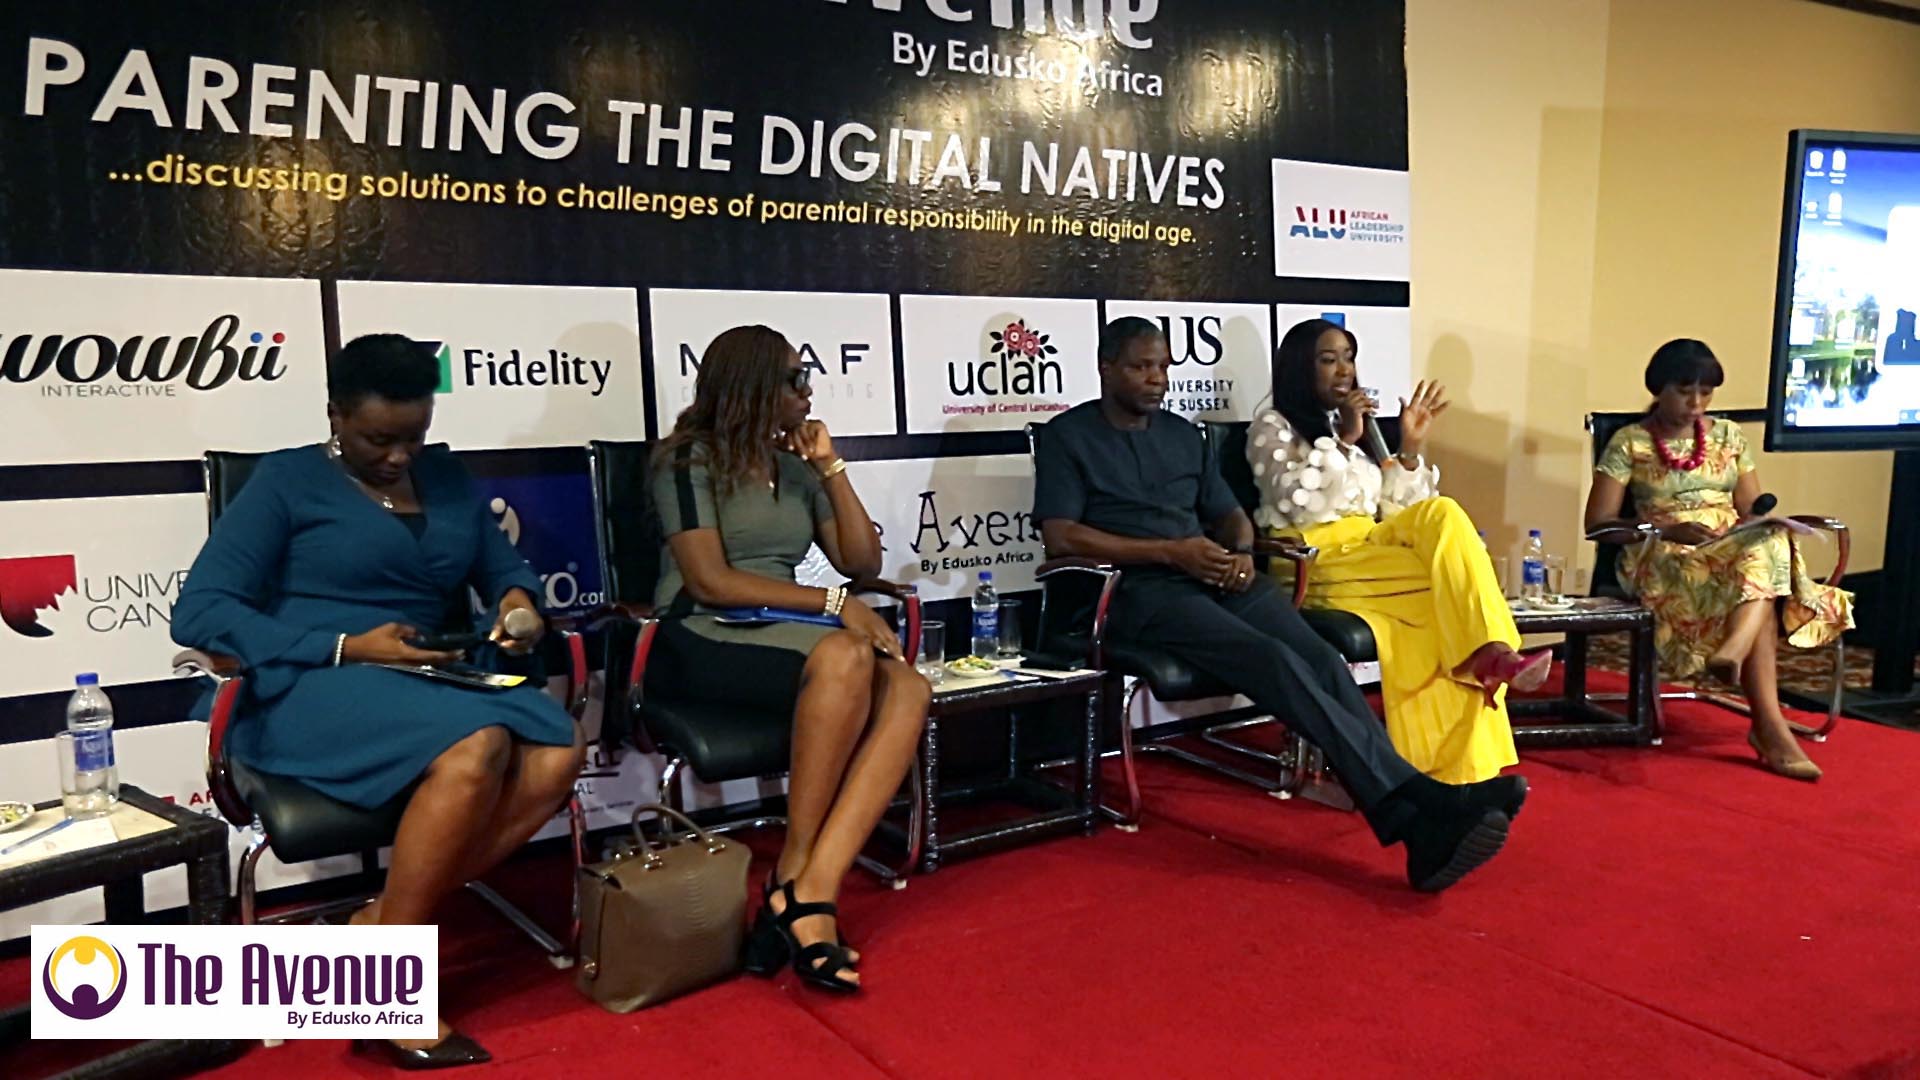 By Edusko Africa
PARENTING THE DIGITAL NATIVES
...discussing solutions to challenges of parental responsibility in the digital age.
ALU AFRICAN
LEADERSHIP
UNIVERSITY
wowbii
INTERACTIVE
Fidelity
uclan
University of Central Lancashire
US
UNIVERSITY
OF SUSSEX
By Edusko Africa
.com
The Avenue
By Edusko Africa